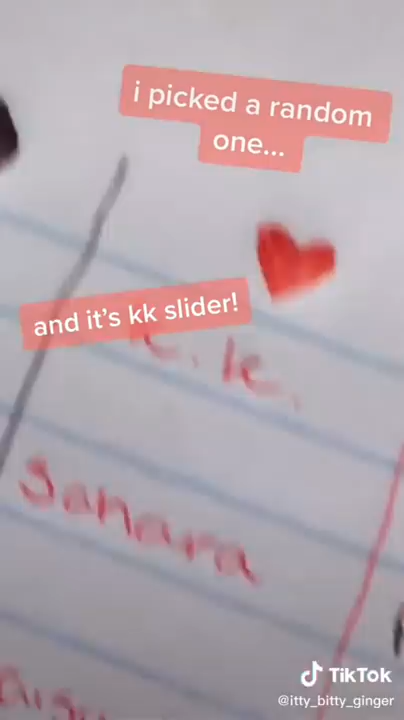 i picked a random
one...
and it's kk slider!
k.k.
Sahara
TikTok
@itty_bitty_ginger